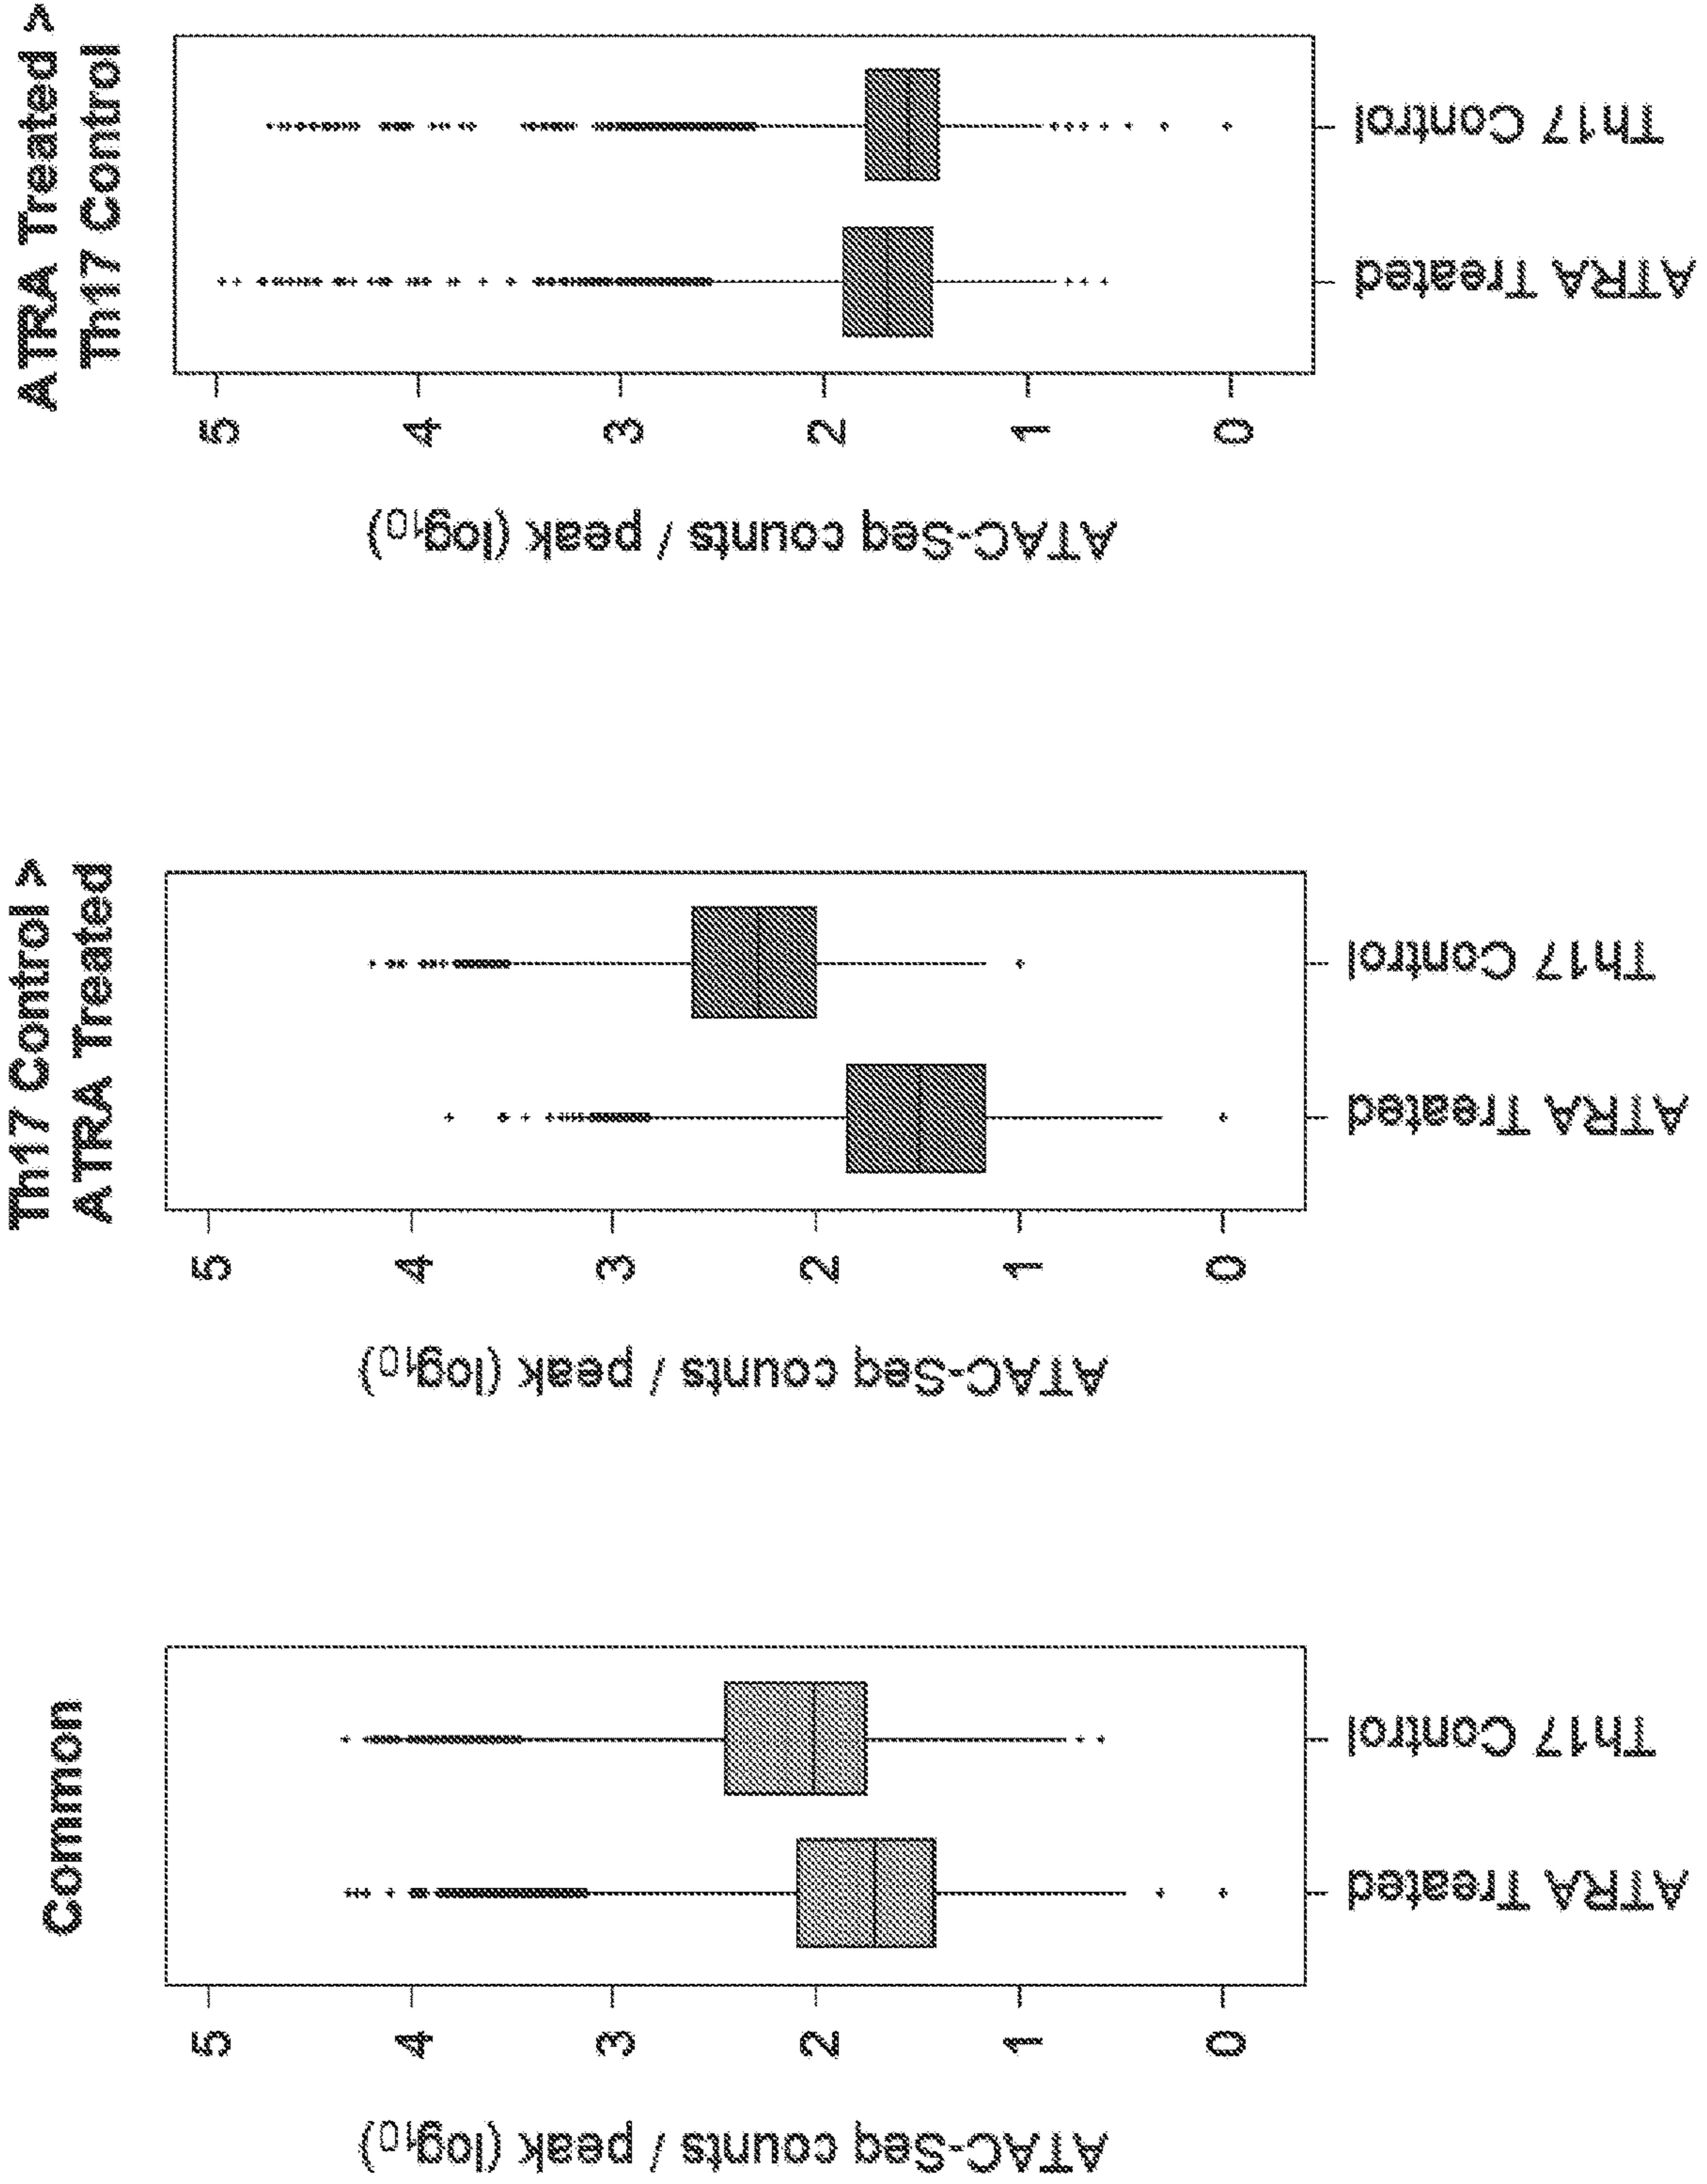 Common
ATAC-Seq counts / peak (log10)
5
4
3
2
1
0
ATRA Treated
Th17 Control
Th17 Control >
ATRA Treated
ATAC-Seq counts / peak (log10)
5
4
3
2
1
0
ATRA Treated
Th17 Control
ATRA Treated >
Th17 Control
ATAC-Seq counts / peak (log10)
5
4
3
2
1
0
ATRA Treated
Th17 Control